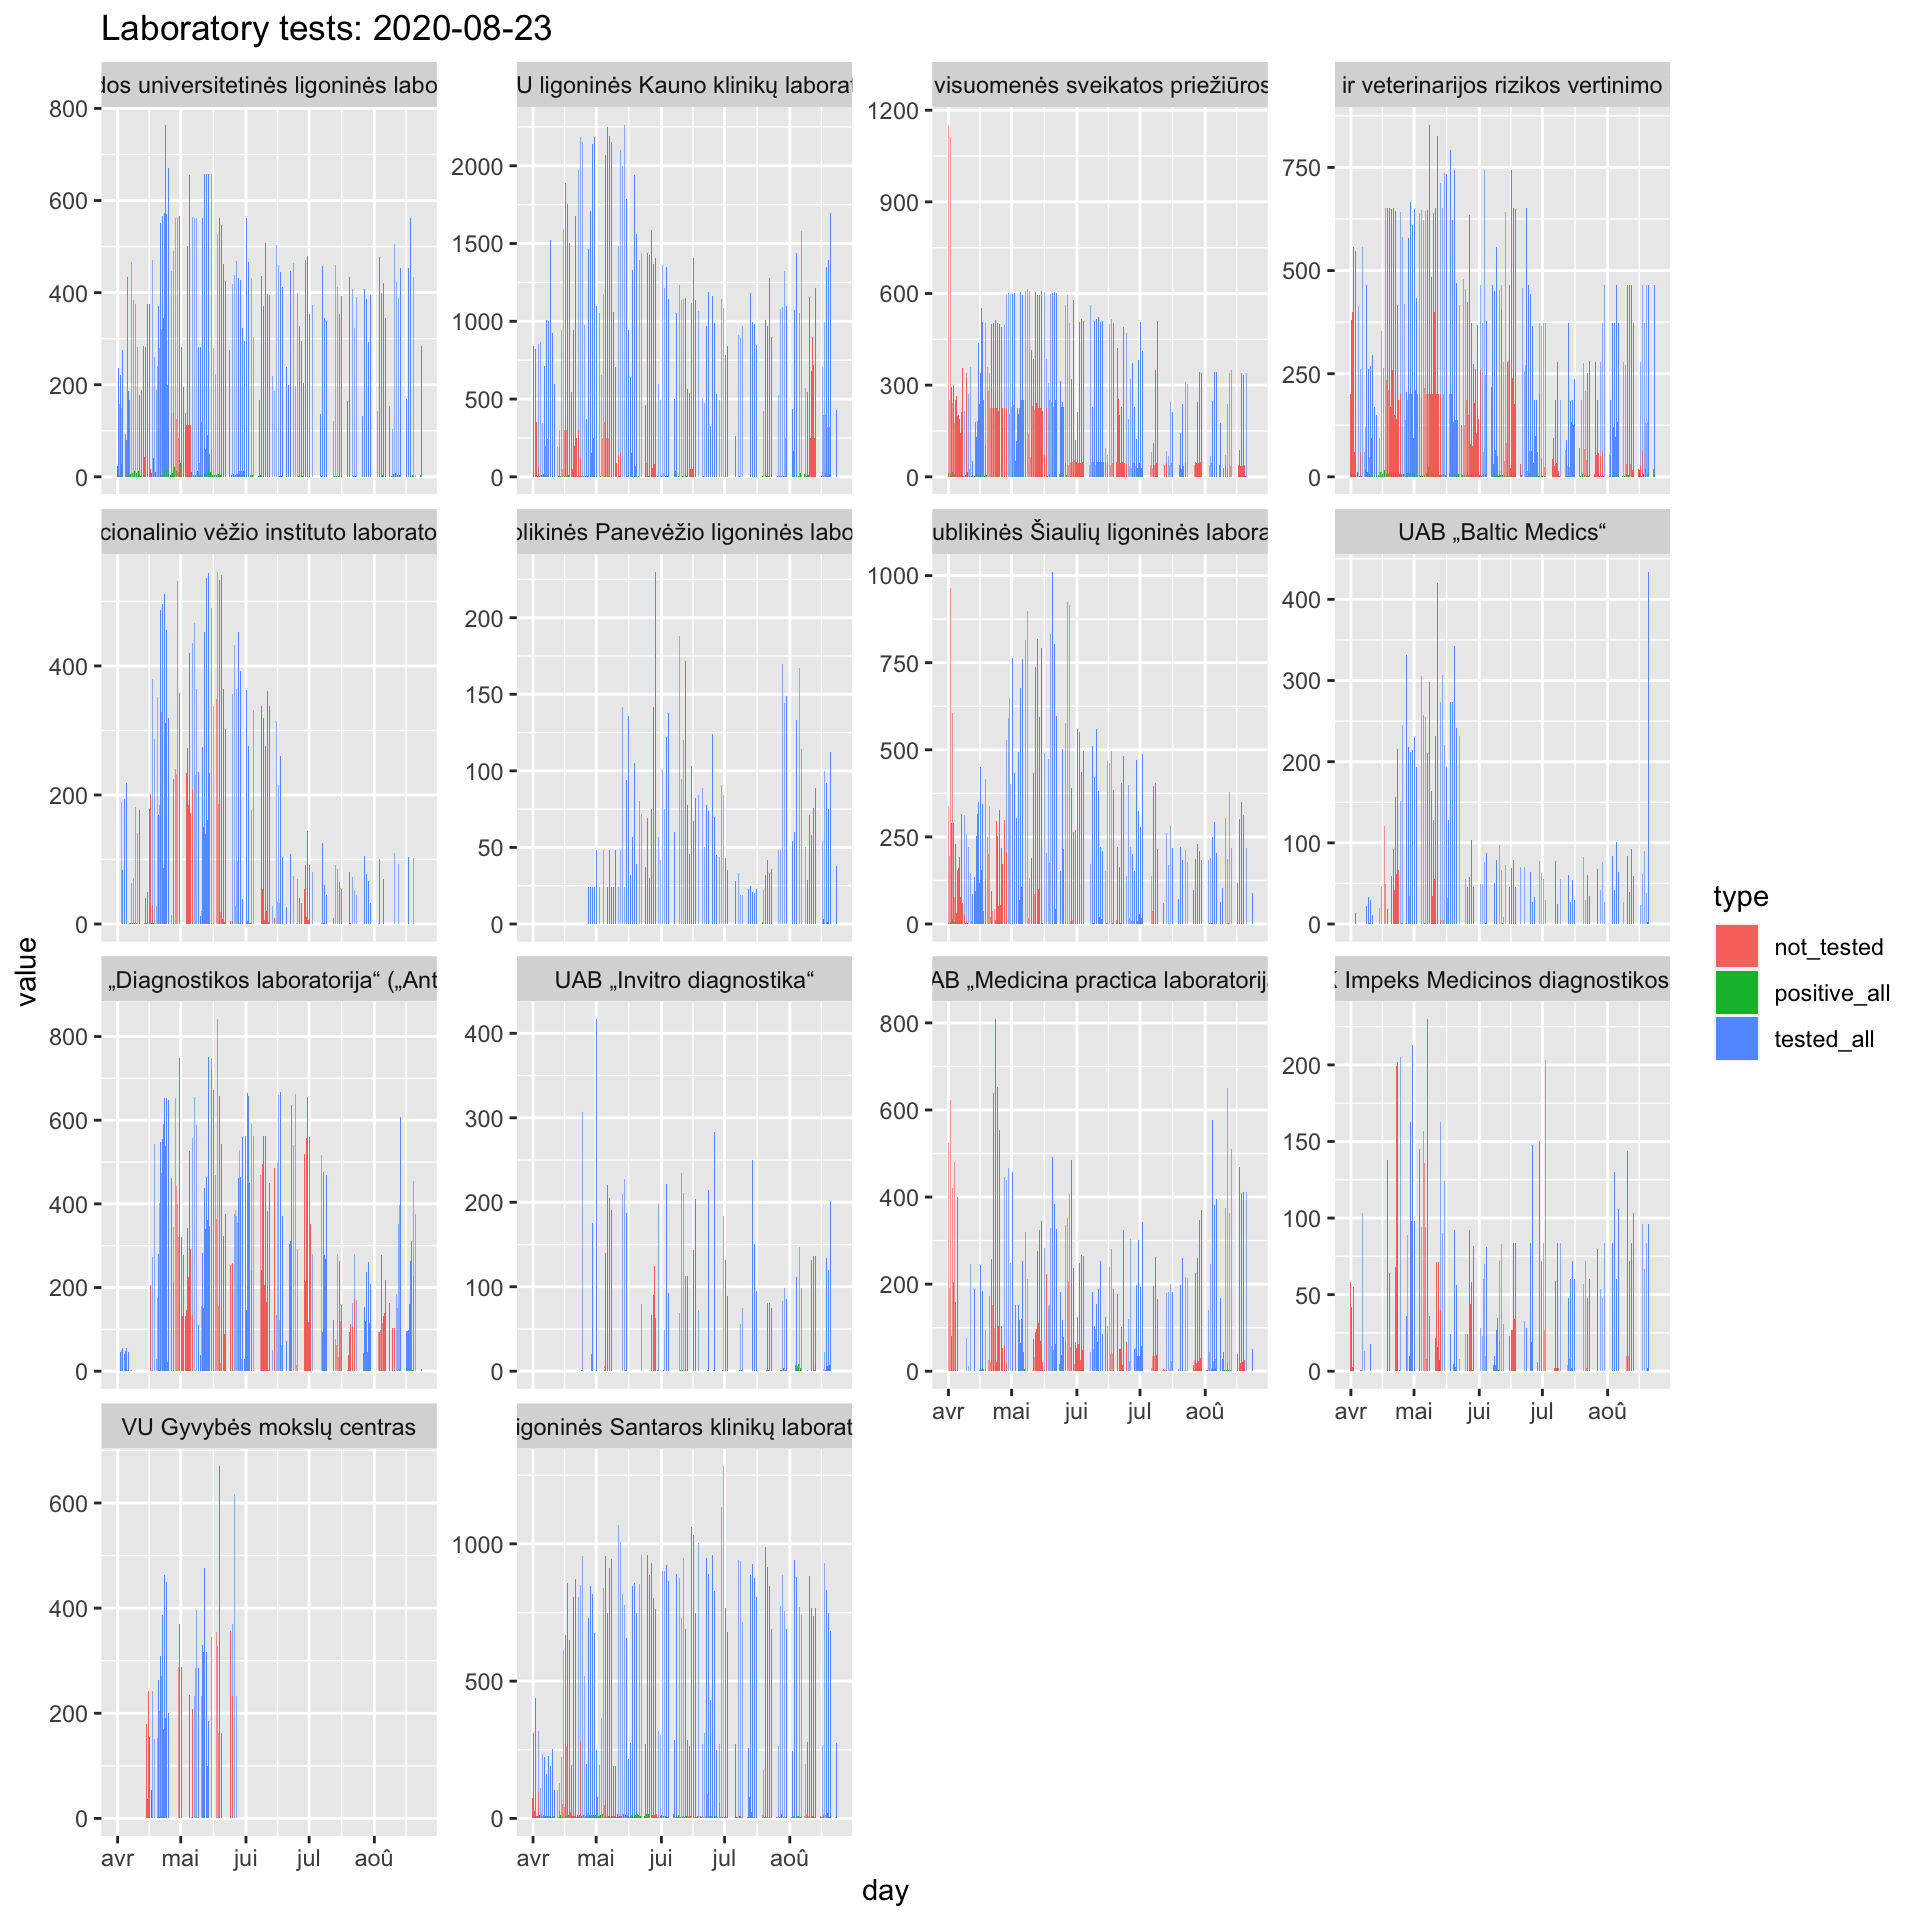 Laboratory tests: 2020-08-23
dos universitetinės ligoninės labo
U ligoninės Kauno klinikų laborat
visuomenės sveikatos priežiūros
ir veterinarijos rizikos vertinimo
800
600
400
200
0
2000
1500
1000
500
0
1200
900
600
300
0
750
500
250
0
cionalinio vėžio instituto laborato
blikinės Panevėžio ligoninės labo
ublikinės Šiaulių ligoninės labora
UAB „Baltic Medics“
400
200
0
200
150
100
50
0
1000
750
500
250
0
400
300
200
100
0
„Diagnostikos laboratorija“ („Ant
UAB „Invitro diagnostika“
AB „Medicina practica laboratorija
K Impeks Medicinos diagnostikos
800
600
400
200
0
400
300
200
100
0
800
600
400
200
0
avr mai jui jul aoû
200
150
100
50
0
avr mai jui jul aoû
VU Gyvybės mokslų centras
igoninės Santaros klinikų laborat
600
400
200
0
avr mai jui jul aoû
1000
500
0
avr mai jui jul aoû
day
value
type
not_tested
positive_all
tested_all